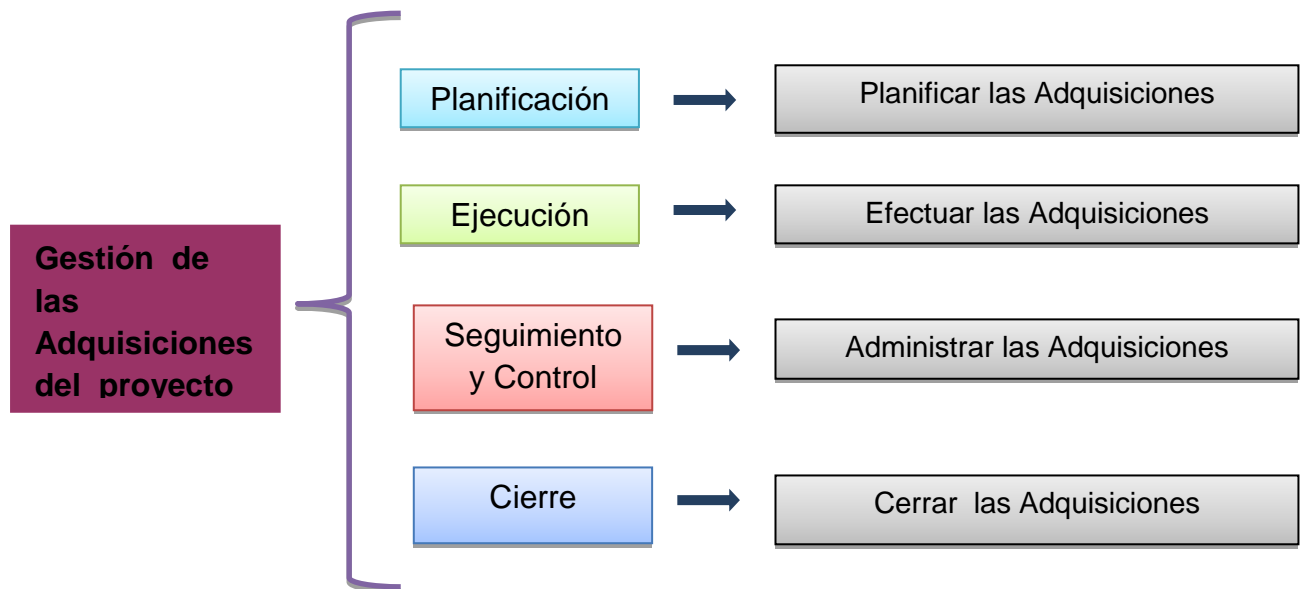 Gestión de
las
Adquisiciones
del proyecto
Planificación
Planificar las Adquisiciones
Ejecución
Efectuar las Adquisiciones
Seguimiento
y Control
Administrar las Adquisiciones
Cierre
Cerrar las Adquisiciones